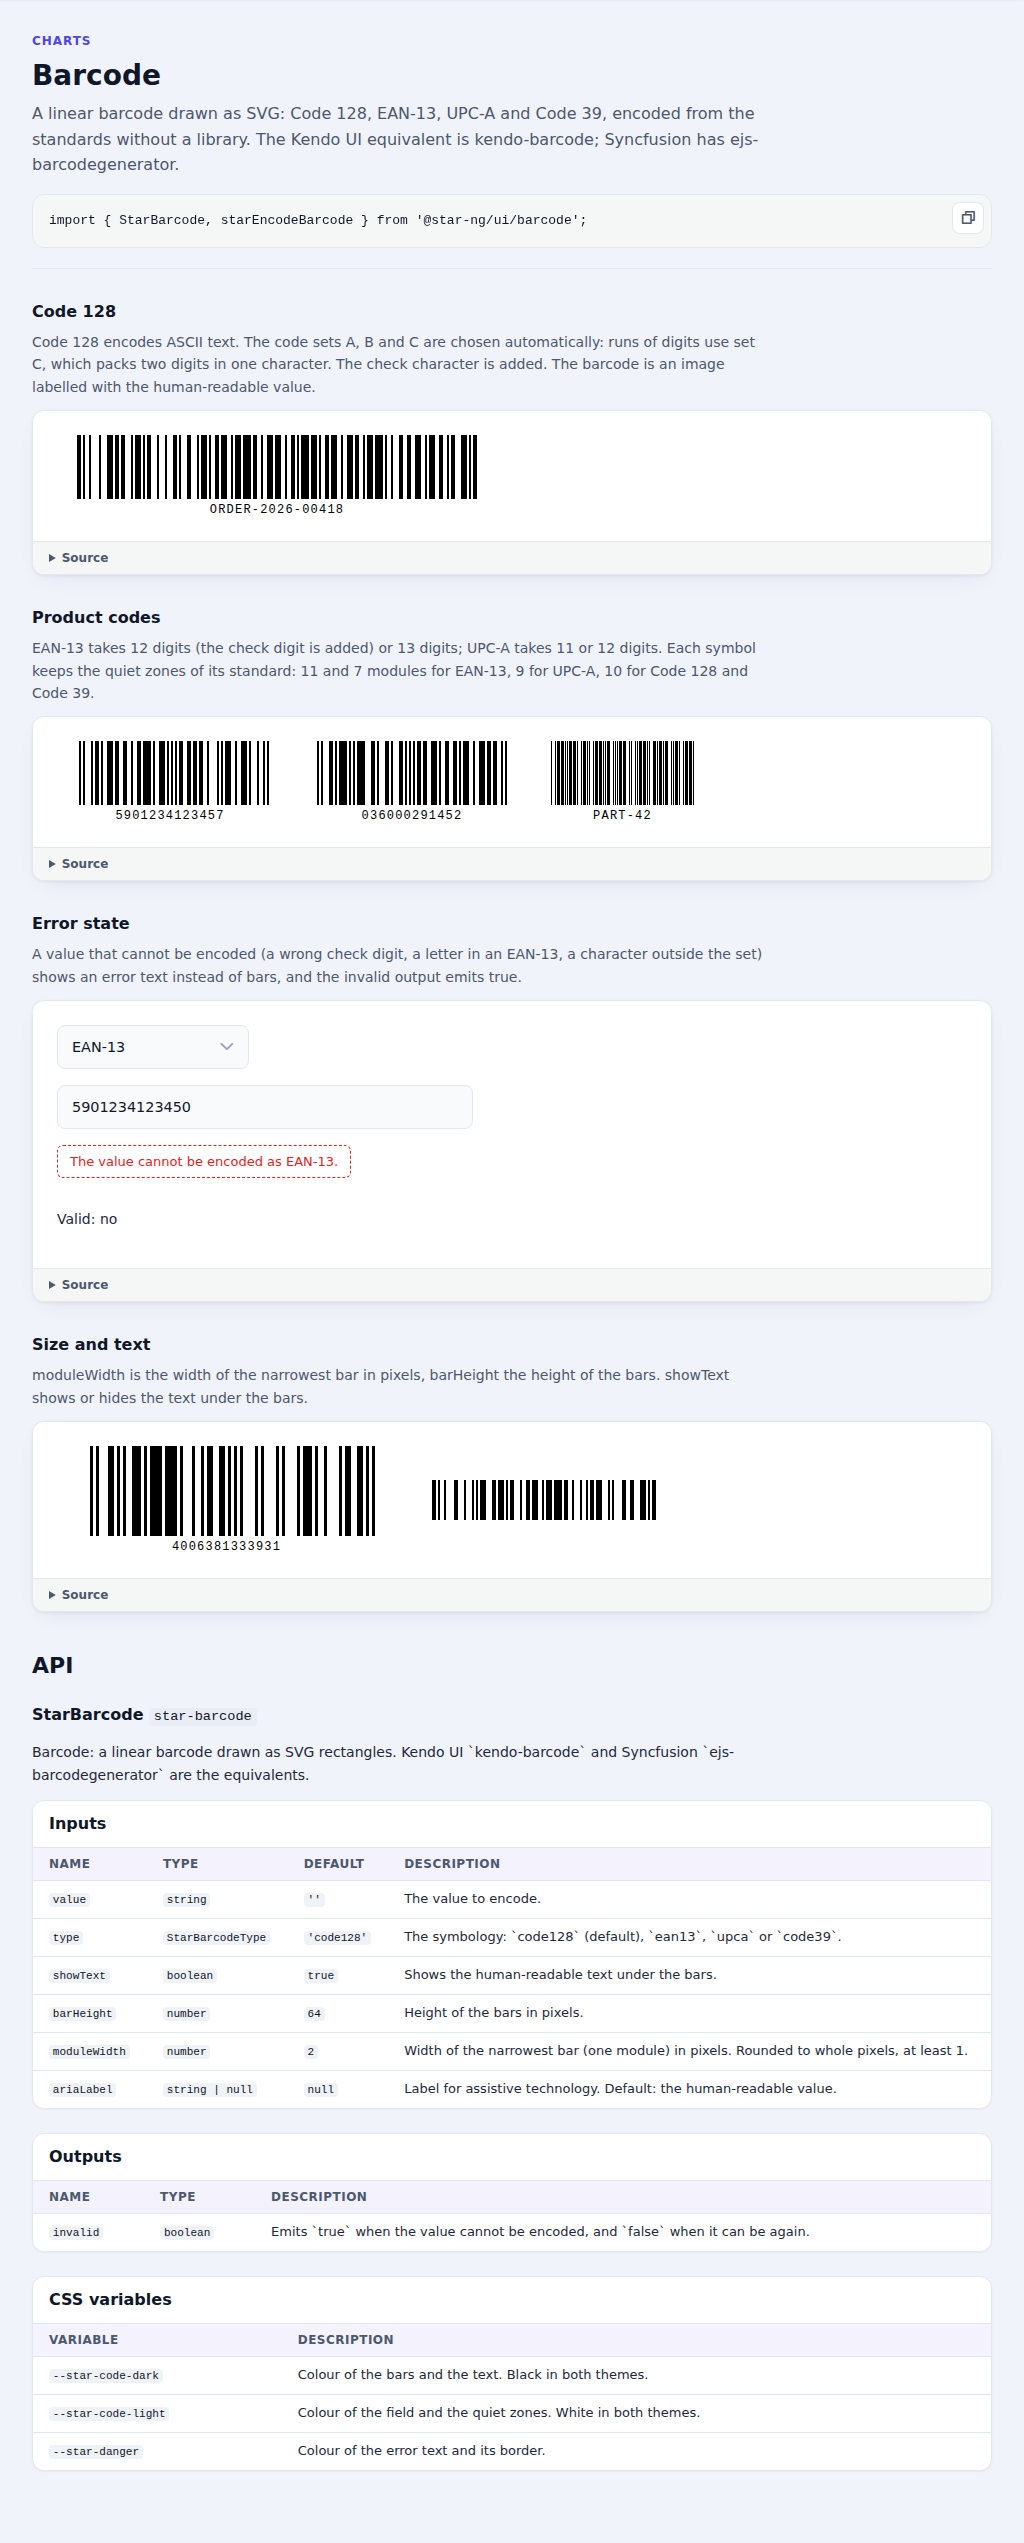 CHARTS
Barcode
A linear barcode drawn as SVG: Code 128, EAN-13, UPC-A and Code 39, encoded from the
standards without a library. The Kendo UI equivalent is kendo-barcode; Syncfusion has ejs-
barcodegenerator.
import { StarBarcode, starEncodeBarcode } from '@star-ng/ui/barcode';
Code 128
Code 128 encodes ASCII text. The code sets A, B and C are chosen automatically: runs of digits use set
C, which packs two digits in one character. The check character is added. The barcode is an image
labelled with the human-readable value.
ORDER-2026-00418
Source
Product codes
EAN-13 takes 12 digits (the check digit is added) or 13 digits; UPC-A takes 11 or 12 digits. Each symbol
keeps the quiet zones of its standard: 11 and 7 modules for EAN-13, 9 for UPC-A, 10 for Code 128 and
Code 39.
5901234123457 036000291452 PART-42
Source
Error state
A value that cannot be encoded (a wrong check digit, a letter in an EAN-13, a character outside the set)
shows an error text instead of bars, and the invalid output emits true.
EAN-13
5901234123450
The value cannot be encoded as EAN-13.
Valid: no
Source
Size and text
moduleWidth is the width of the narrowest bar in pixels, barHeight the height of the bars. showText
shows or hides the text under the bars.
4006381333931
Source
API
StarBarcode star-barcode
Barcode: a linear barcode drawn as SVG rectangles. Kendo UI `kendo-barcode` and Syncfusion `ejs-
barcodegenerator` are the equivalents.
Inputs
NAME TYPE DEFAULT DESCRIPTION
value string '' The value to encode.
type StarBarcodeType 'code128' The symbology: `code128` (default), `ean13`, `upca` or `code39`.
showText boolean true Shows the human-readable text under the bars.
barHeight number 64 Height of the bars in pixels.
moduleWidth number 2 Width of the narrowest bar (one module) in pixels. Rounded to whole pixels, at least 1.
ariaLabel string | null null Label for assistive technology. Default: the human-readable value.
Outputs
NAME TYPE DESCRIPTION
invalid boolean Emits `true` when the value cannot be encoded, and `false` when it can be again.
CSS variables
VARIABLE DESCRIPTION
--star-code-dark Colour of the bars and the text. Black in both themes.
--star-code-light Colour of the field and the quiet zones. White in both themes.
--star-danger Colour of the error text and its border.